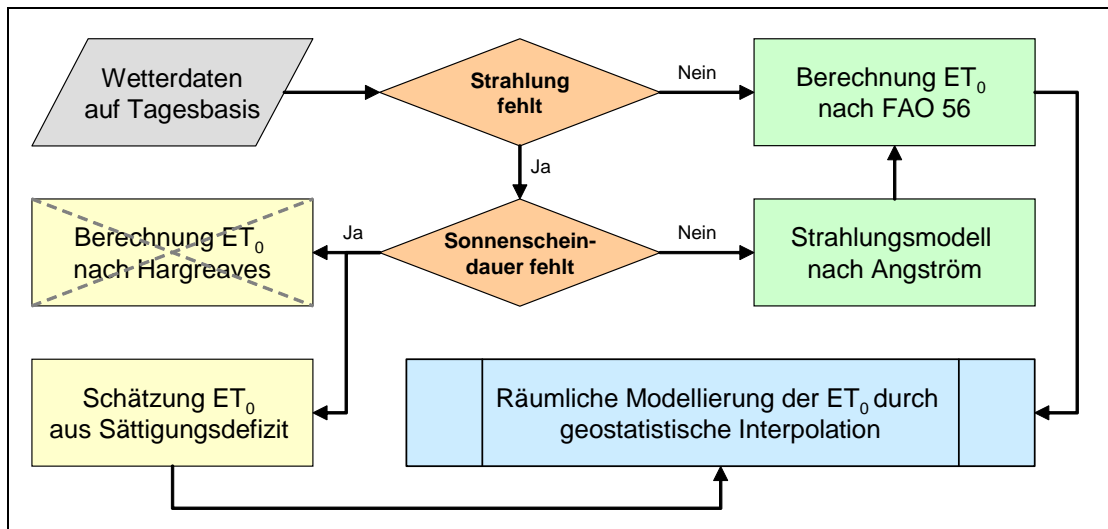 Wetterdaten
auf Tagesbasis
Strahlung
fehlt
Nein
Berechnung ET₀
nach FAO 56
Ja
Berechnung ET₀
nach Hargreaves
Ja
Sonnenschein-
dauer fehlt
Nein
Strahlungsmodell
nach Angström
Schätzung ET₀
aus Sättigungsdefizit
Räumliche Modellierung der ET₀ durch
geostatistische Interpolation